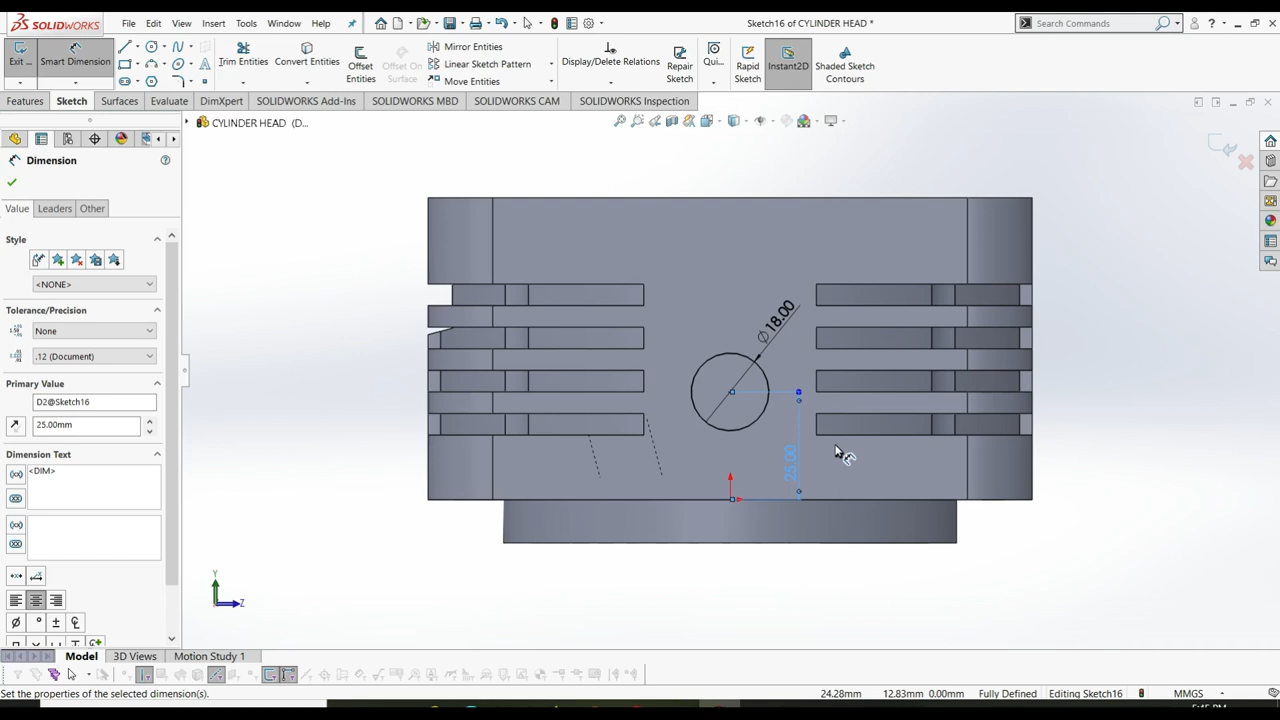 SOLIDWORKS
File Edit View Insert Tools Window Help
Sketch16 of CYLINDER HEAD *
Search Commands
Exit ...
Smart Dimension
Trim Entities
Convert Entities
Offset Entities
Offset On Surface
Mirror Entities
Linear Sketch Pattern
Move Entities
Display/Delete Relations
Repair Sketch
Qui...
Rapid Sketch
Instant2D
Shaded Sketch Contours
Features Sketch Surfaces Evaluate DimXpert SOLIDWORKS Add-Ins SOLIDWORKS MBD SOLIDWORKS CAM SOLIDWORKS Inspection
CYLINDER HEAD (D...
Dimension
Value Leaders Other
Style
<NONE>
Tolerance/Precision
None
.12 (Document)
Primary Value
D2@Sketch16
25.00mm
Dimension Text
<DIM>
Ø18.00
25.00
Y
Z
Model 3D Views Motion Study 1
Set the properties of the selected dimension(s).
24.28mm 12.83mm 0.00mm Fully Defined Editing Sketch16 MMGS